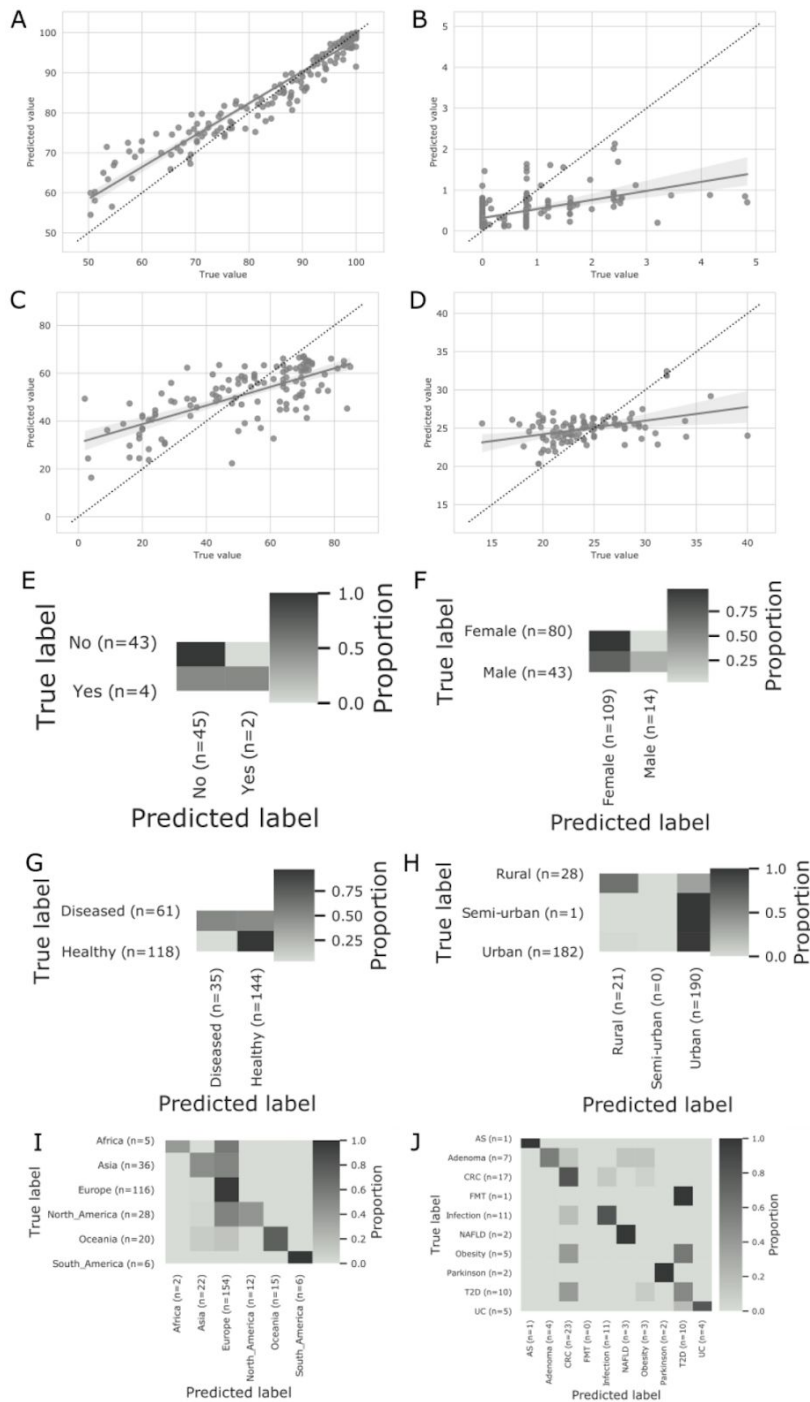 A
100
90
80
70
60
50
Predicted value
50
60
70
80
90
100
True value
B
5
4
3
2
1
0
Predicted value
0
1
2
3
4
5
True value
C
80
60
40
20
0
Predicted value
0
20
40
60
80
True value
D
40
35
30
25
20
15
Predicted value
15
20
25
30
35
40
True value
E
True label
No (n=43)
Yes (n=4)
1.0
0.5
0.0
Proportion
No (n=45)
Yes (n=2)
Predicted label
F
True label
Female (n=80)
Male (n=43)
0.75
0.50
0.25
Proportion
Female (n=109)
Male (n=14)
Predicted label
G
True label
Diseased (n=61)
Healthy (n=118)
0.75
0.50
0.25
Proportion
Diseased (n=35)
Healthy (n=144)
Predicted label
H
True label
Rural (n=28)
Semi-urban (n=1)
Urban (n=182)
1.0
0.5
0.0
Proportion
Rural (n=21)
Semi-urban (n=0)
Urban (n=190)
Predicted label
I
True label
Africa (n=5)
Asia (n=36)
Europe (n=116)
North_America (n=28)
Oceania (n=20)
South_America (n=6)
1.0
0.8
0.6
0.4
0.2
0.0
Proportion
Africa (n=2)
Asia (n=22)
Europe (n=154)
North_America (n=12)
Oceania (n=15)
South_America (n=6)
Predicted label
J
True label
AS (n=1)
Adenoma (n=7)
CRC (n=17)
FMT (n=1)
Infection (n=11)
NAFLD (n=2)
Obesity (n=5)
Parkinson (n=2)
T2D (n=10)
UC (n=5)
1.0
0.8
0.6
0.4
0.2
0.0
Proportion
AS (n=1)
Adenoma (n=4)
CRC (n=23)
FMT (n=0)
Infection (n=11)
NAFLD (n=3)
Obesity (n=3)
Parkinson (n=2)
T2D (n=10)
UC (n=4)
Predicted label